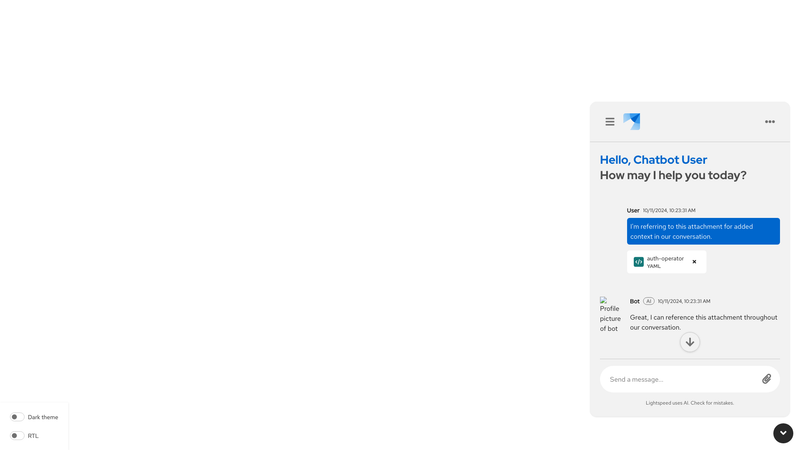 Hello, Chatbot User
How may I help you today?
User 10/11/2024, 10:23:31 AM
I'm referring to this attachment for added
context in our conversation.
auth-operator
YAML
Bot AI 10/11/2024, 10:23:31 AM
Profile
picture
of bot
Great, I can reference this attachment throughout
our conversation.
Send a message...
Lightspeed uses AI. Check for mistakes.
Dark theme
RTL